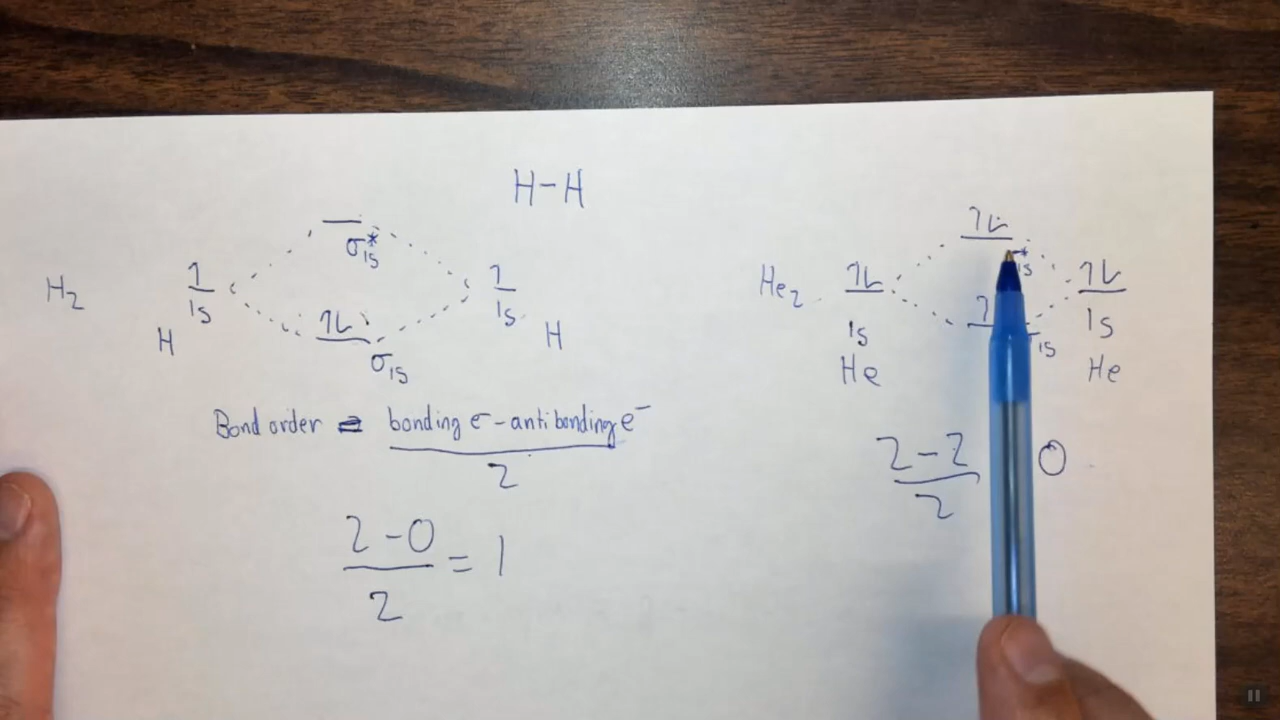 H-H
H₂
1s
H
σ*1s
σ1s
1s
H
Bond order = bonding e⁻ - antibonding e⁻
2
2 - 0
2
= 1
He₂
1s
He
1s
1s
1s
He
2 - 2
2
0